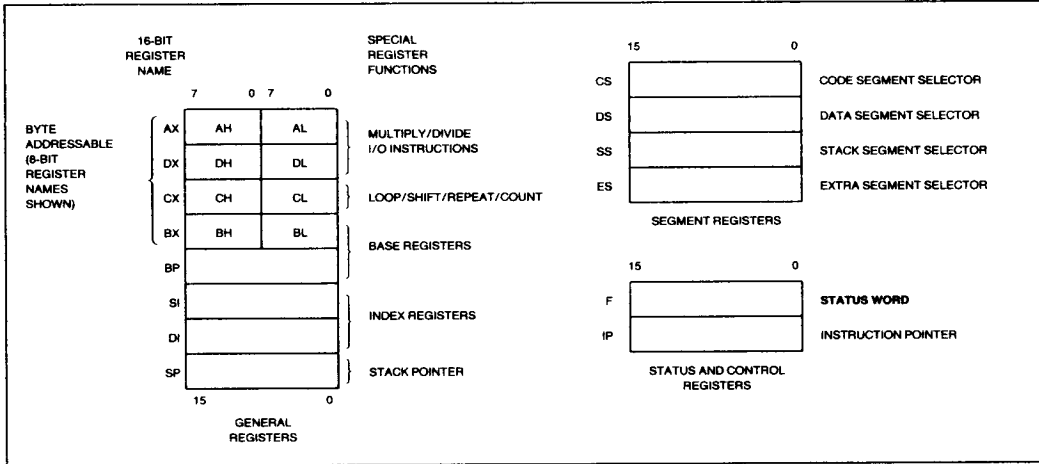 16-BIT
REGISTER
NAME
SPECIAL
REGISTER
FUNCTIONS
7 0 7 0
BYTE
ADDRESSABLE
(8-BIT
REGISTER
NAMES
SHOWN)
AX AH AL
DX DH DL
MULTIPLY/DIVIDE
I/O INSTRUCTIONS
CX CH CL LOOP/SHIFT/REPEAT/COUNT
BX BH BL
BP
BASE REGISTERS
SI
DI
INDEX REGISTERS
SP STACK POINTER
15 0
GENERAL
REGISTERS
15 0
CS CODE SEGMENT SELECTOR
DS DATA SEGMENT SELECTOR
SS STACK SEGMENT SELECTOR
ES EXTRA SEGMENT SELECTOR
SEGMENT REGISTERS
15 0
F STATUS WORD
IP INSTRUCTION POINTER
STATUS AND CONTROL
REGISTERS